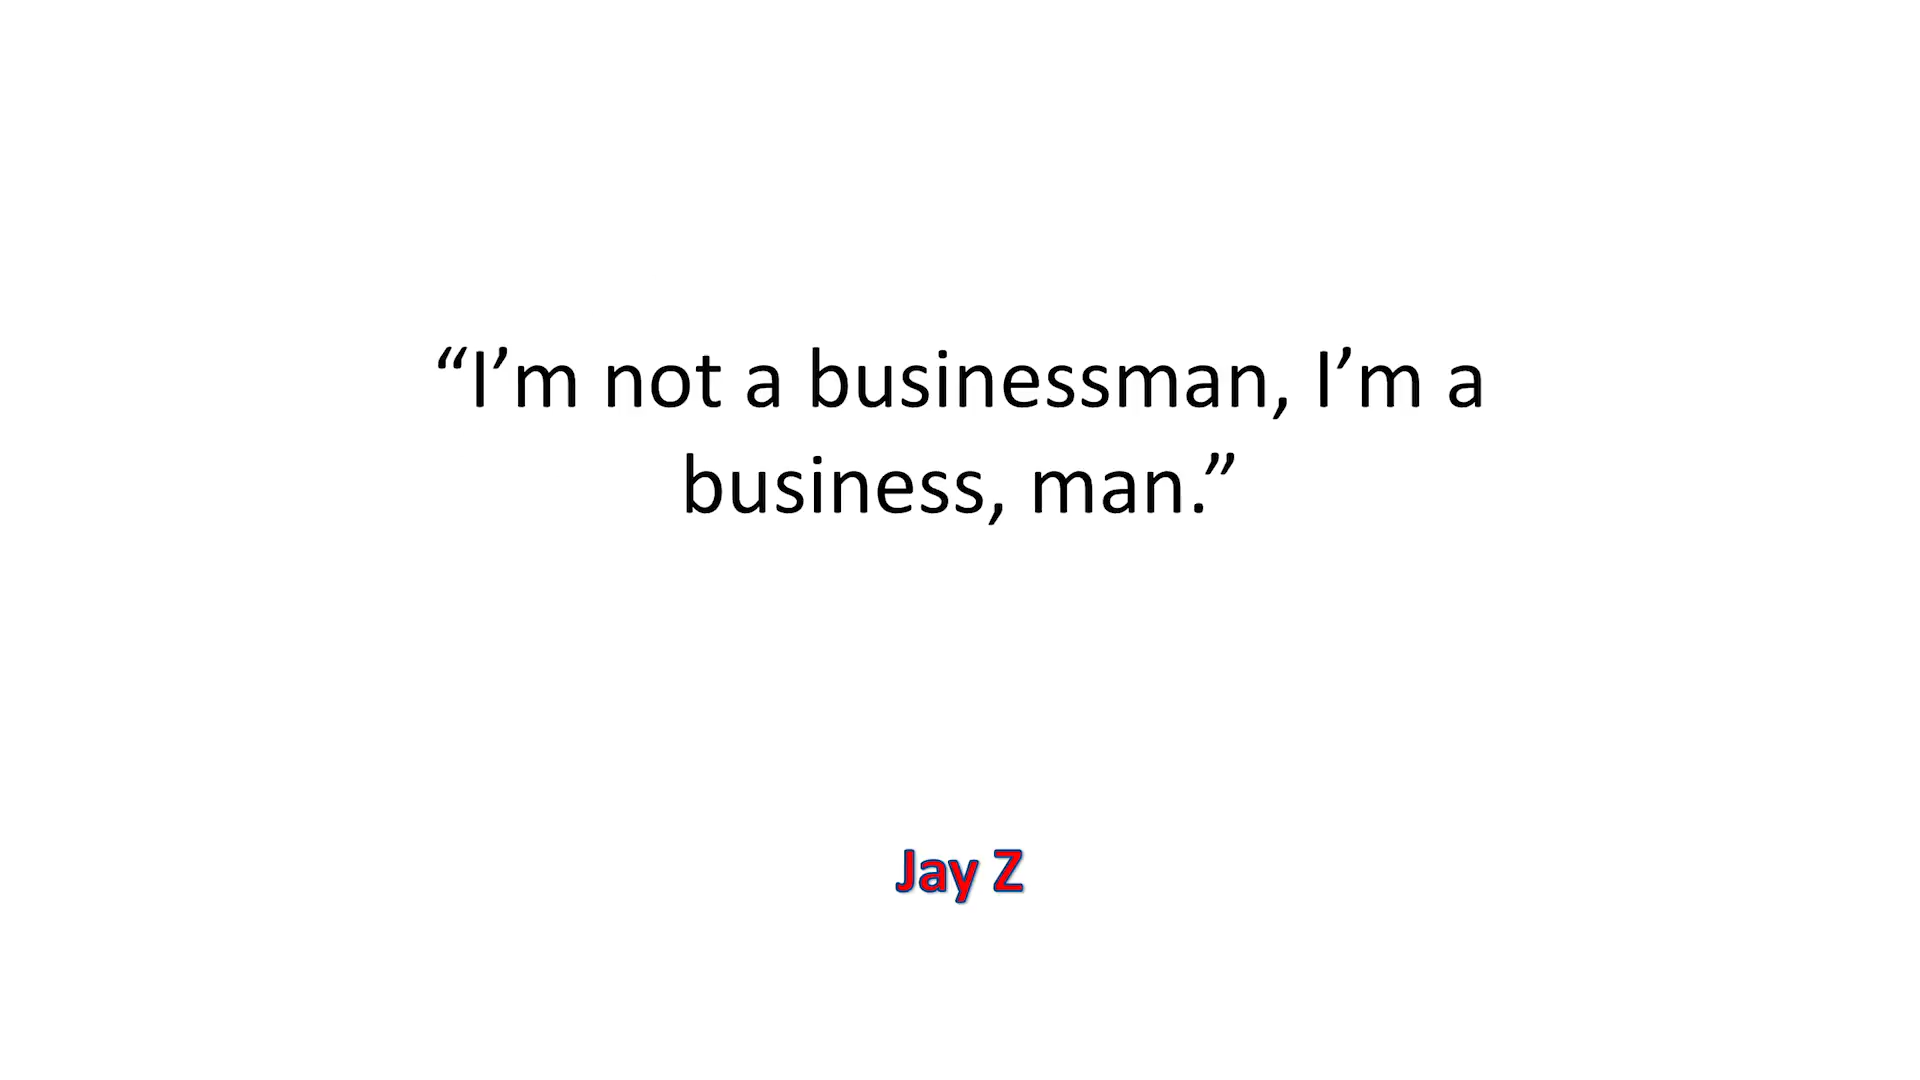 “I’m not a businessman, I’m a
business, man.”
Jay Z